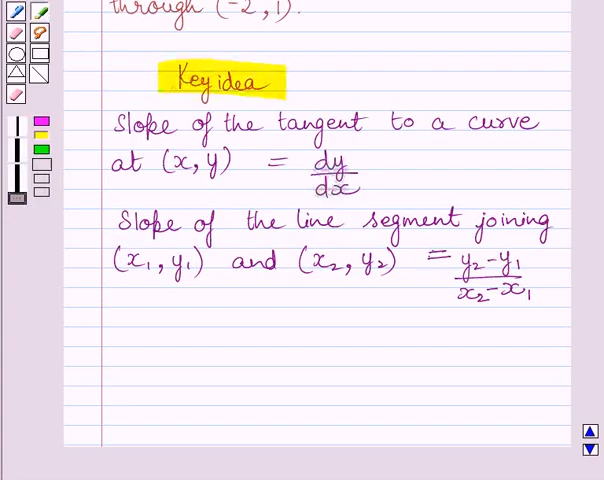 through (-2, 1).
Key idea
Slope of the tangent to a curve
at (x, y) = dy/dx
Slope of the line segment joining
(x₁, y₁) and (x₂, y₂) = y₂-y₁/x₂-x₁